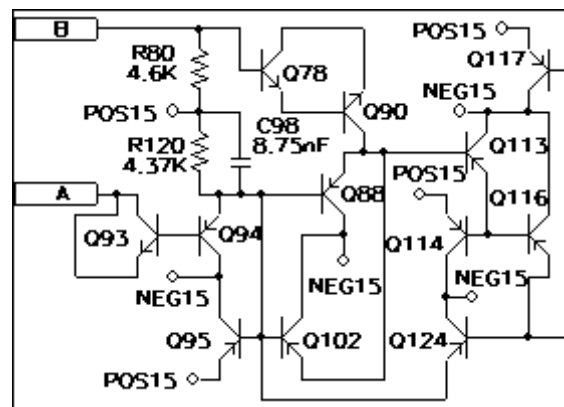 B
POS15
R80
4.6K
Q78
Q117
NEG15
POS15
C98
8.75nF
Q90
R120
4.37K
Q113
A
Q88
POS15
Q116
Q93
Q94
Q114
NEG15
NEG15
NEG15
Q95
Q102
Q124
POS15